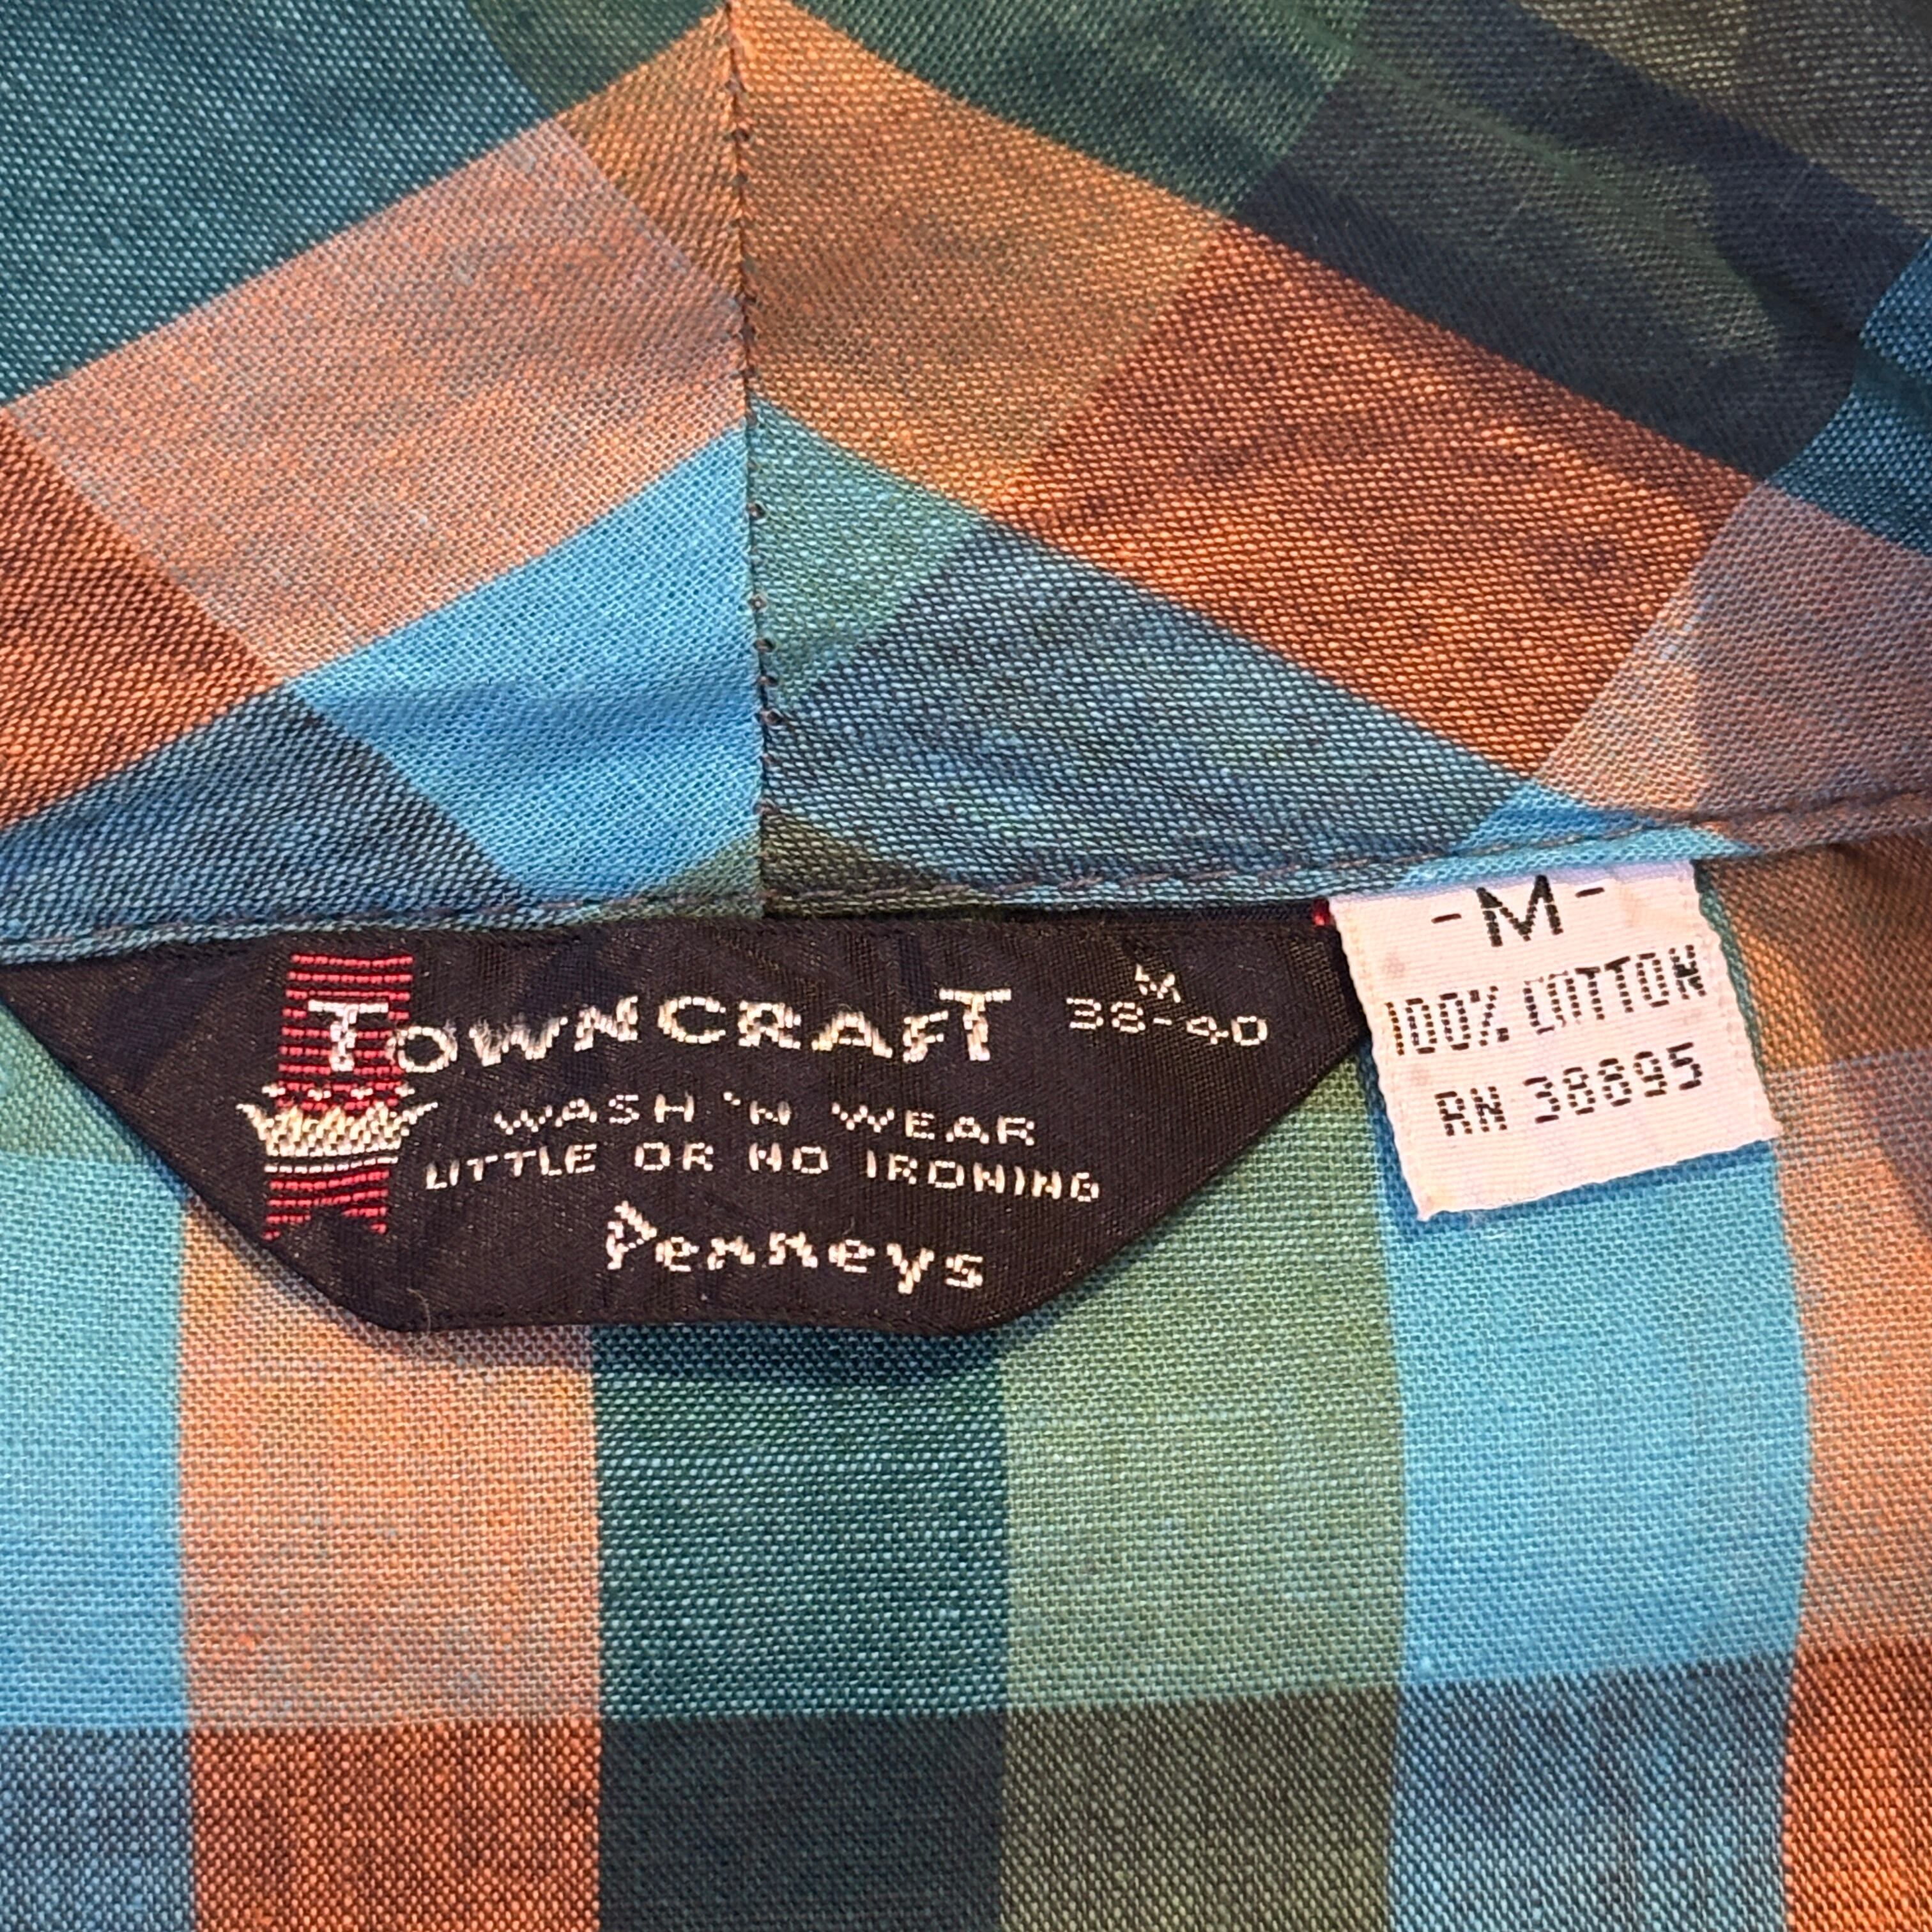 TOWNCRAFT
M
38-40
WASH 'N WEAR
LITTLE OR NO IRONING
Penneys
-M-
100% COTTON
RN 38895